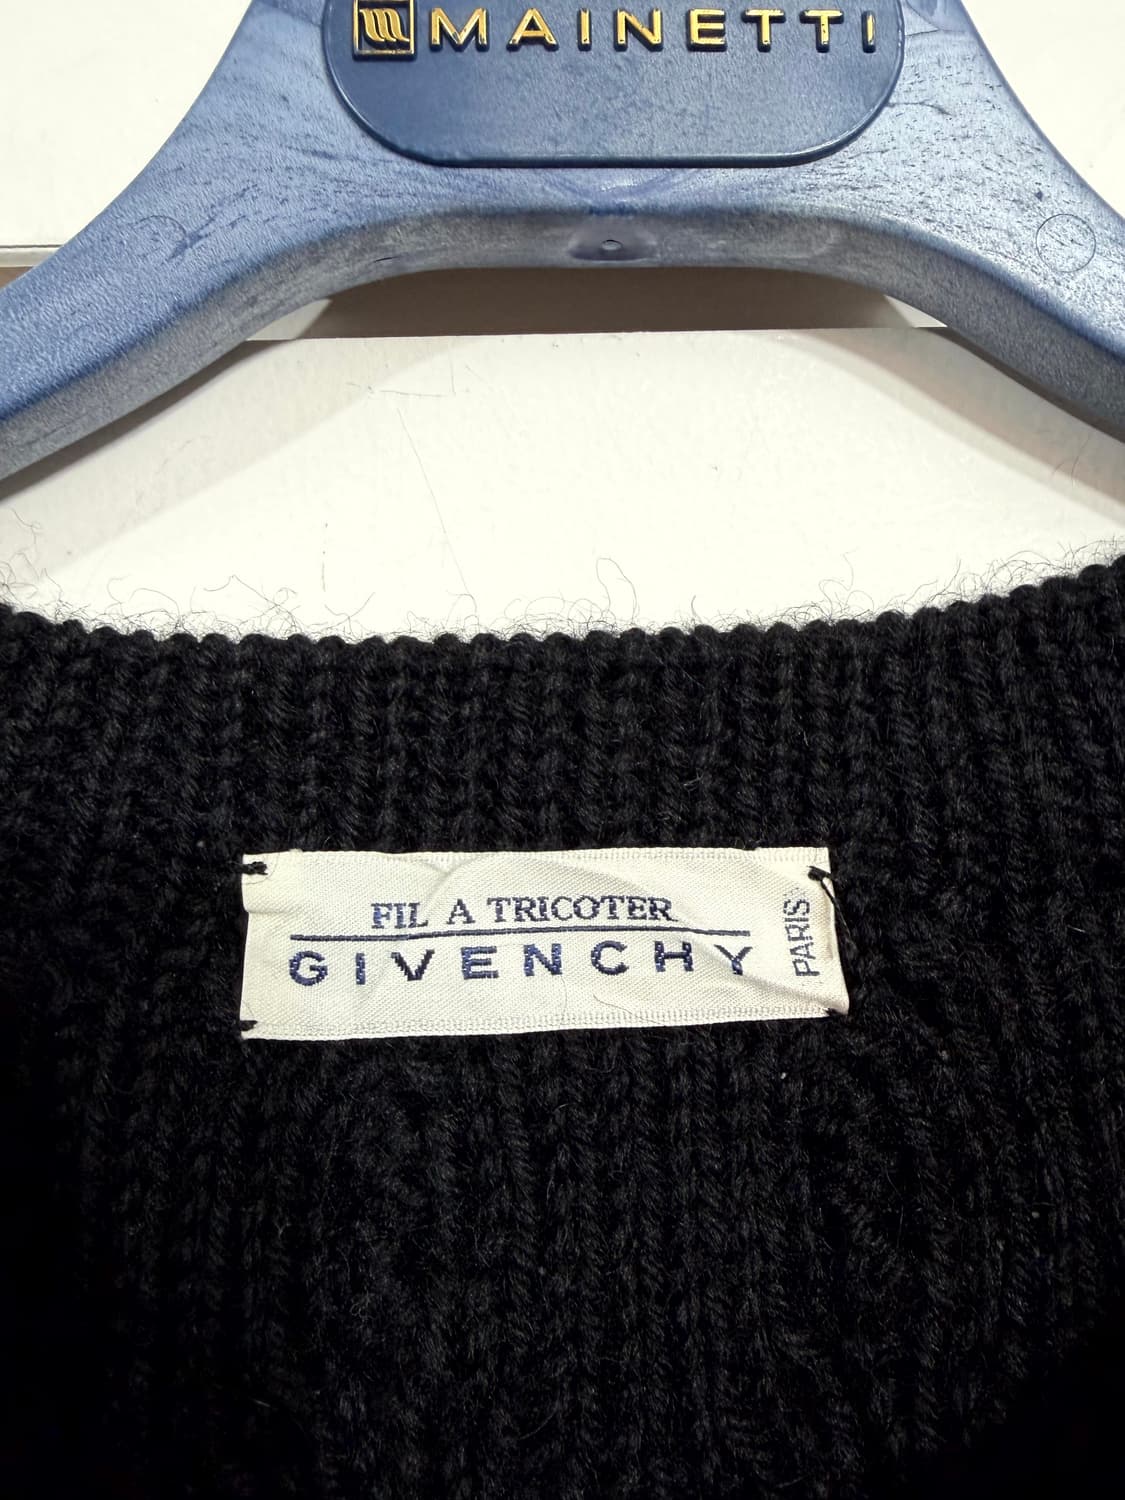 MAINETTI
FIL A TRICOTER
GIVENCHY
PARIS